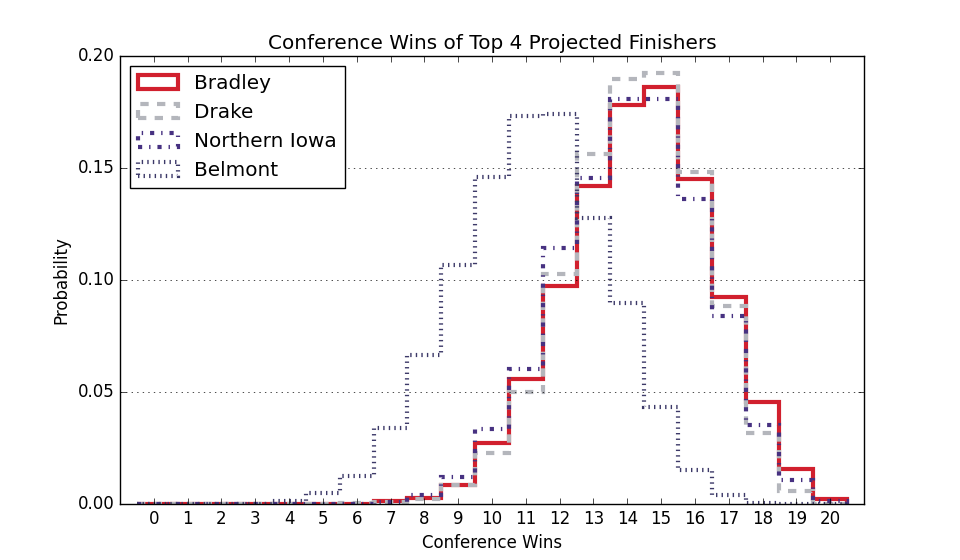 Conference Wins of Top 4 Projected Finishers
0.20
0.15
0.10
0.05
0.00
Probability
Bradley
Drake
Northern Iowa
Belmont
0 1 2 3 4 5 6 7 8 9 10 11 12 13 14 15 16 17 18 19 20
Conference Wins